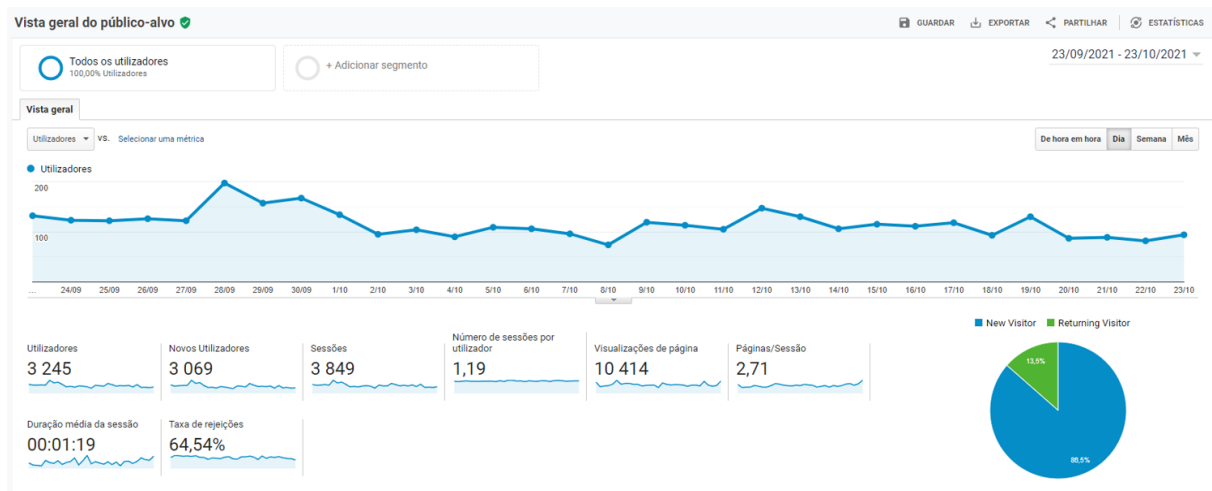 Vista geral do público-alvo
GUARDAR EXPORTAR PARTILHAR ESTATÍSTICAS
Todos os utilizadores
100,00% Utilizadores
+ Adicionar segmento
23/09/2021 - 23/10/2021
Vista geral
Utilizadores VS. Selecionar uma métrica
De hora em hora Dia Semana Mês
Utilizadores
200
100
... 24/09 25/09 26/09 27/09 28/09 29/09 30/09 1/10 2/10 3/10 4/10 5/10 6/10 7/10 8/10 9/10 10/10 11/10 12/10 13/10 14/10 15/10 16/10 17/10 18/10 19/10 20/10 21/10 22/10 23/10
New Visitor Returning Visitor
Utilizadores
3 245
Novos Utilizadores
3 069
Sessões
3 849
Número de sessões por
utilizador
1,19
Visualizações de página
10 414
Páginas/Sessão
2,71
Duração média da sessão
00:01:19
Taxa de rejeições
64,54%
13,5%
86,5%